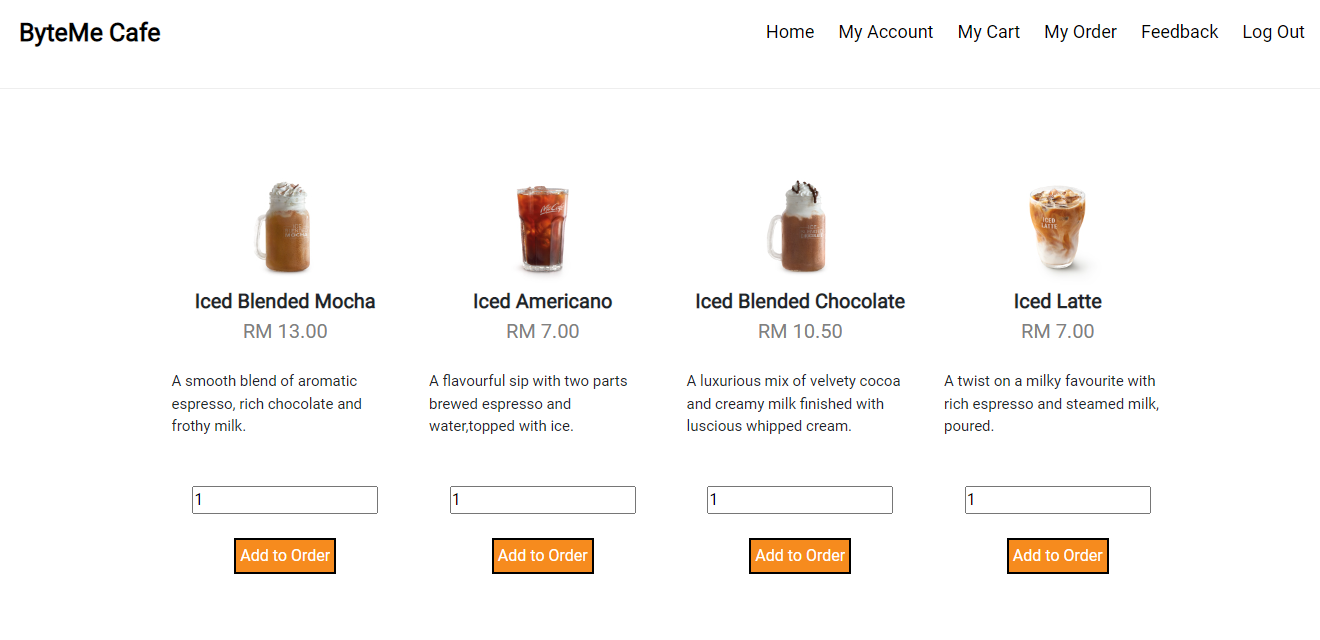 ByteMe Cafe
Home My Account My Cart My Order Feedback Log Out
ICED
LATTE
Iced Blended Mocha
RM 13.00
A smooth blend of aromatic
espresso, rich chocolate and
frothy milk.
1
Add to Order
Iced Americano
RM 7.00
A flavourful sip with two parts
brewed espresso and
water,topped with ice.
1
Add to Order
Iced Blended Chocolate
RM 10.50
A luxurious mix of velvety cocoa
and creamy milk finished with
luscious whipped cream.
1
Add to Order
Iced Latte
RM 7.00
A twist on a milky favourite with
rich espresso and steamed milk,
poured.
1
Add to Order